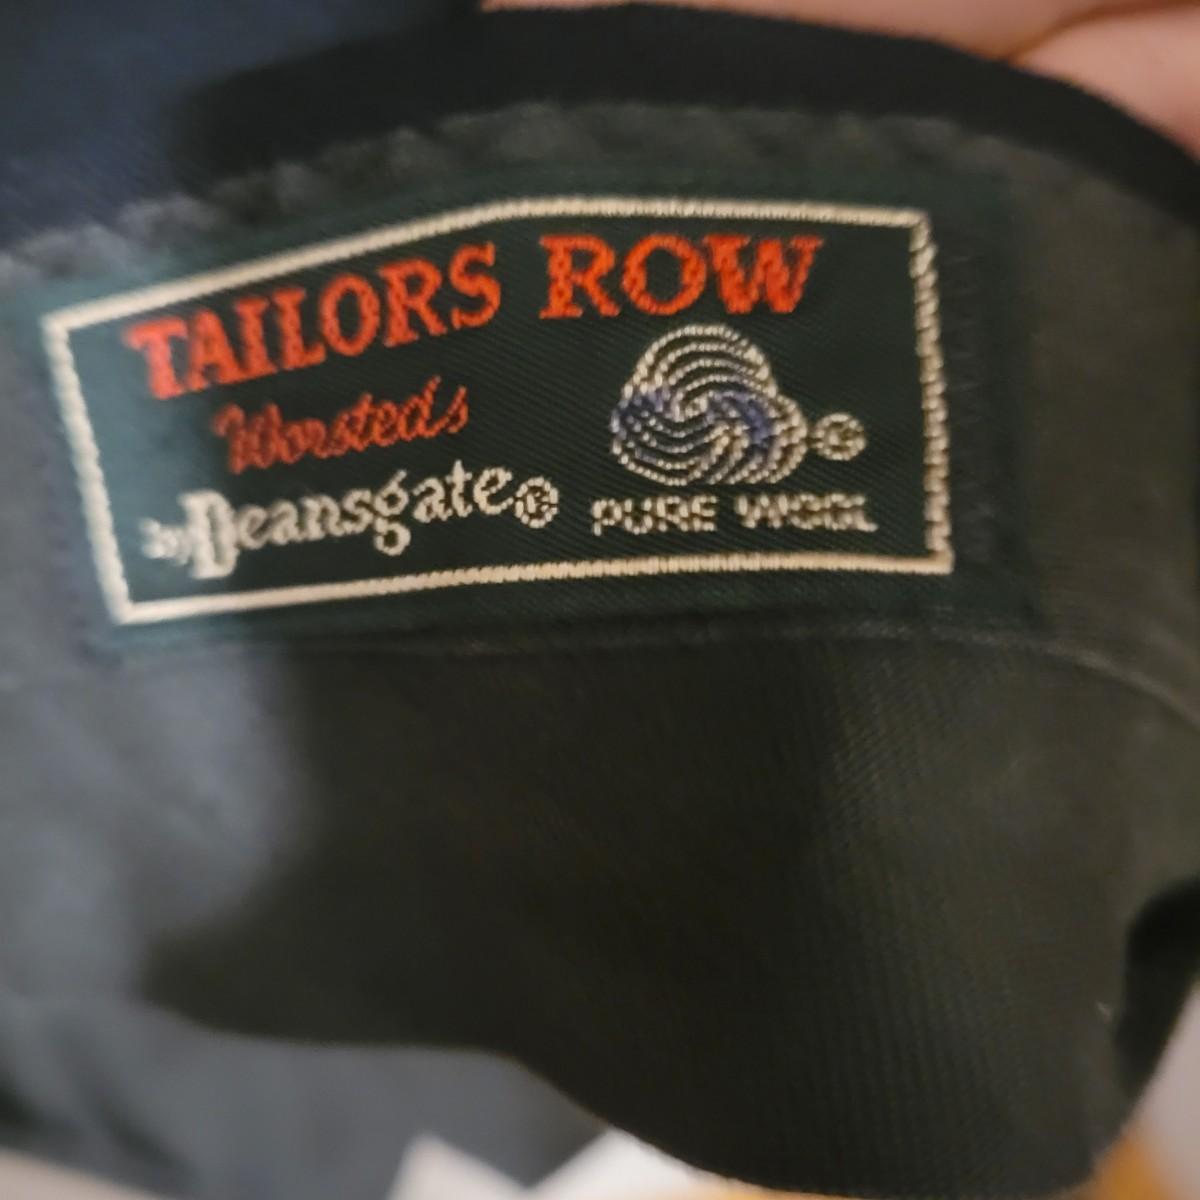 TAILORS ROW
Worsteds
by Deansgate®
®
PURE WOOL